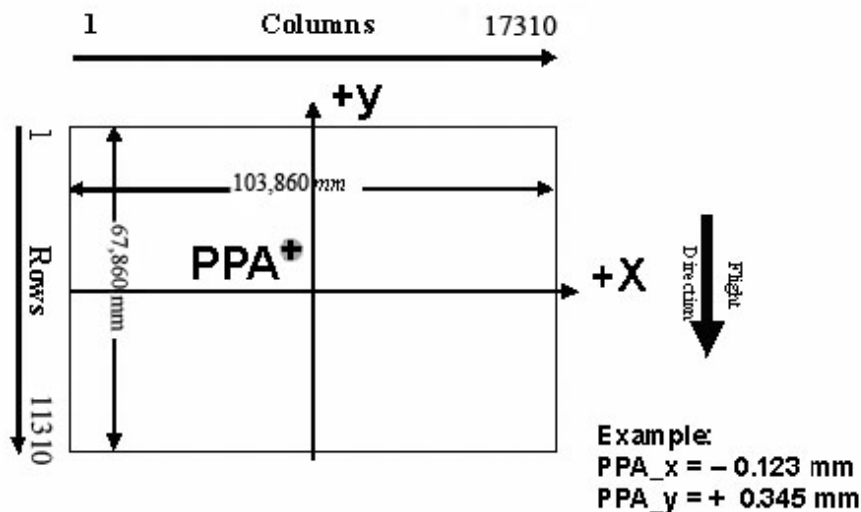 1 Columns 17310
+y
1 Rows 11310
103,860 mm
67,860 mm
PPA+
+X
Flight
Direction
Example:
PPA_x = – 0.123 mm
PPA_y = + 0.345 mm